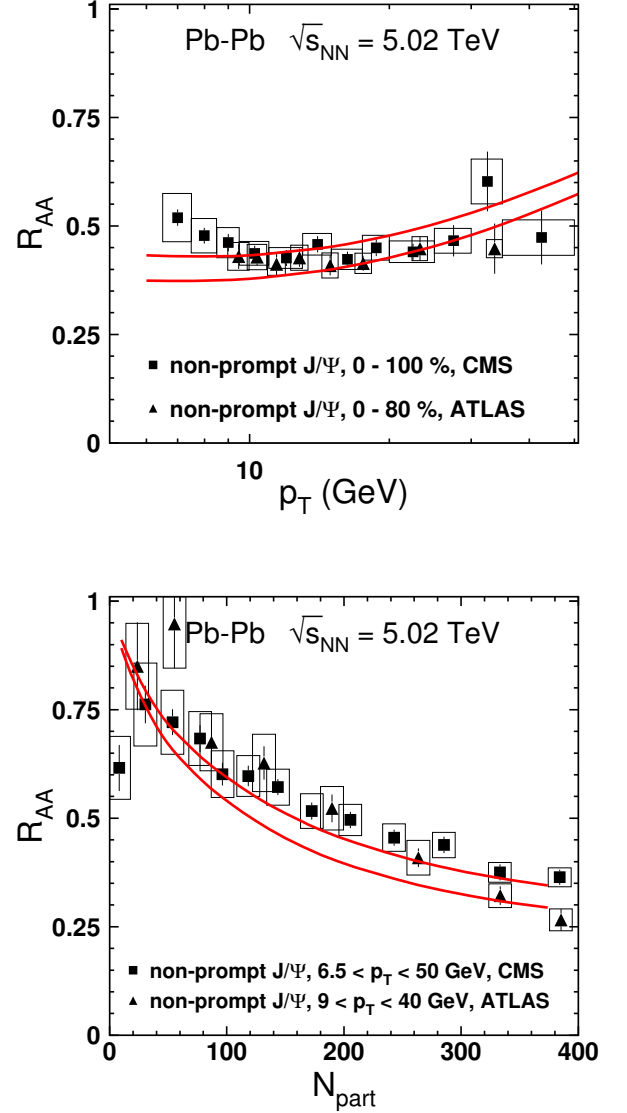 1
Pb-Pb √s_NN = 5.02 TeV
0.75
R_AA
0.5
0.25
■ non-prompt J/Ψ, 0 - 100 %, CMS
▲ non-prompt J/Ψ, 0 - 80 %, ATLAS
0
10
p_T (GeV)
1
Pb-Pb √s_NN = 5.02 TeV
0.75
R_AA
0.5
0.25
■ non-prompt J/Ψ, 6.5 < p_T < 50 GeV, CMS
▲ non-prompt J/Ψ, 9 < p_T < 40 GeV, ATLAS
0
0 100 200 300 400
N_part